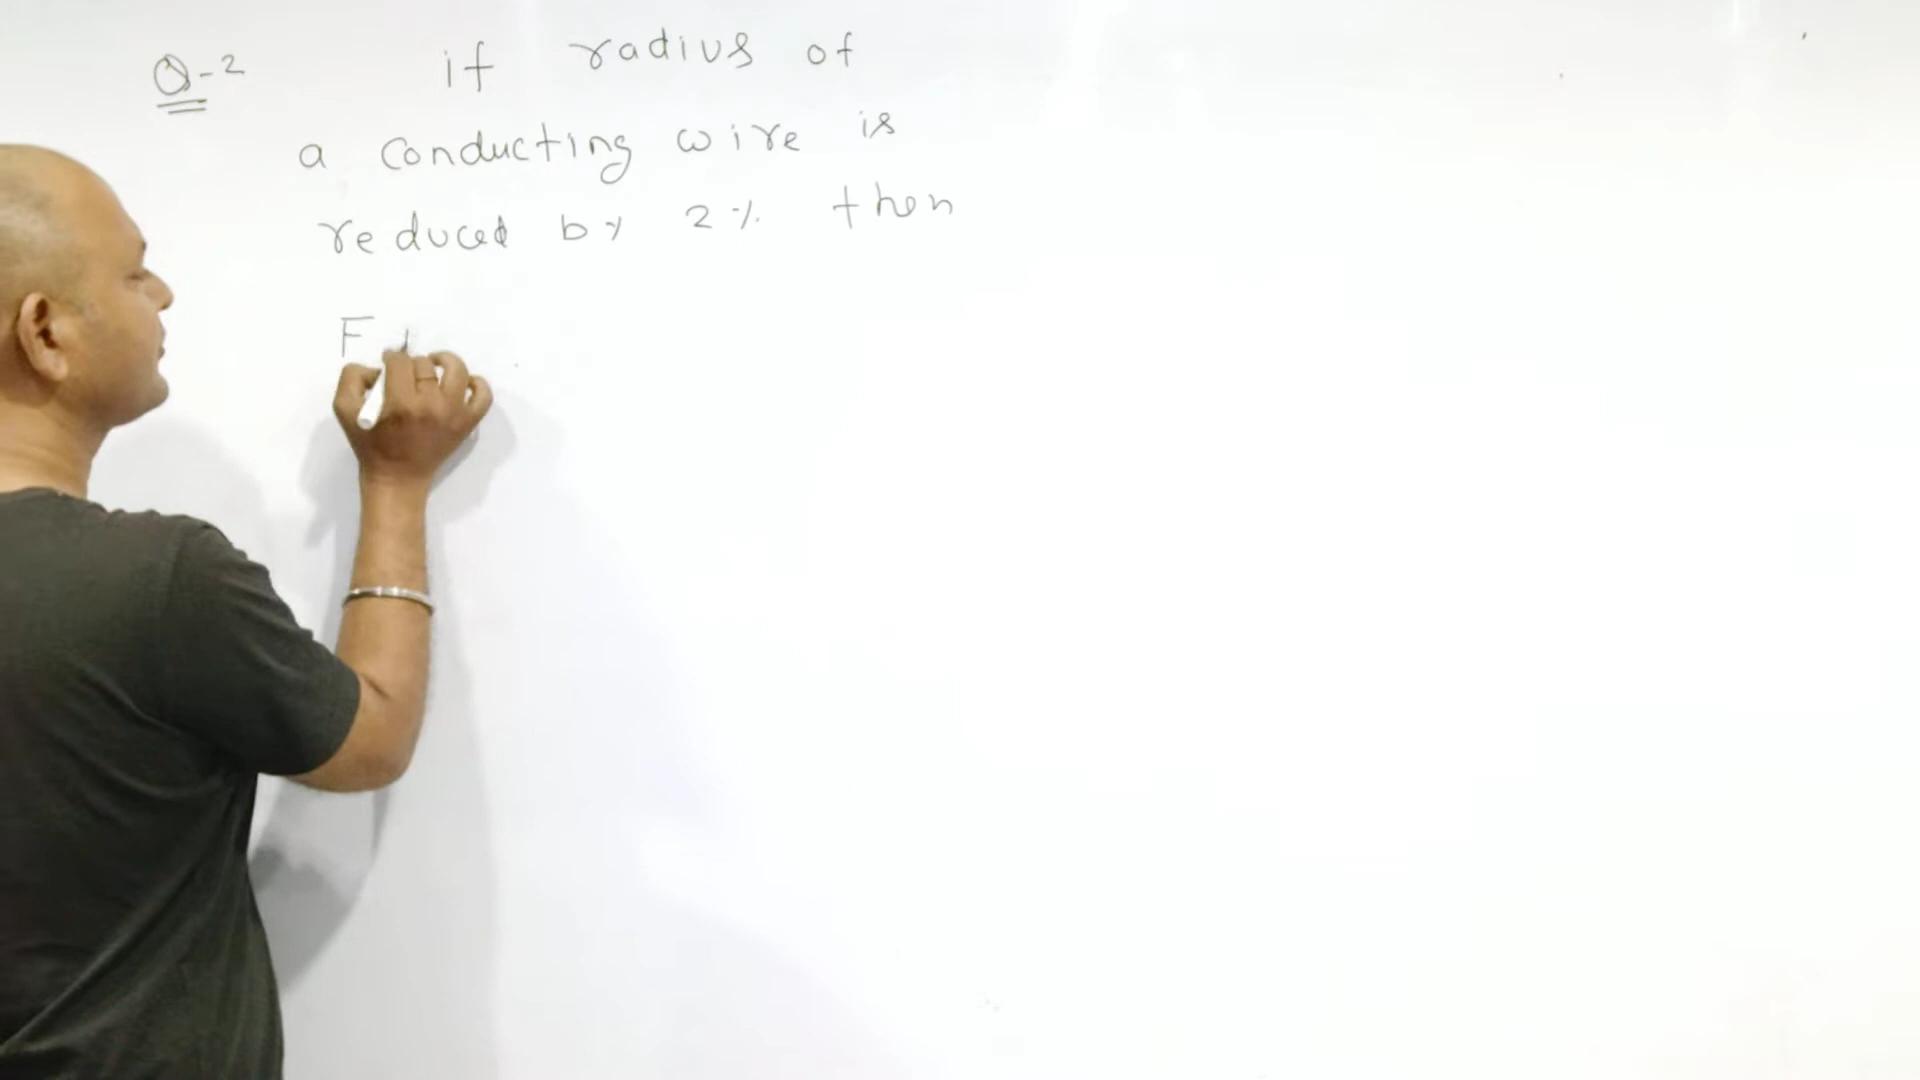 Q-2 if radius of
a conducting wire is
reduced by 2% then
F